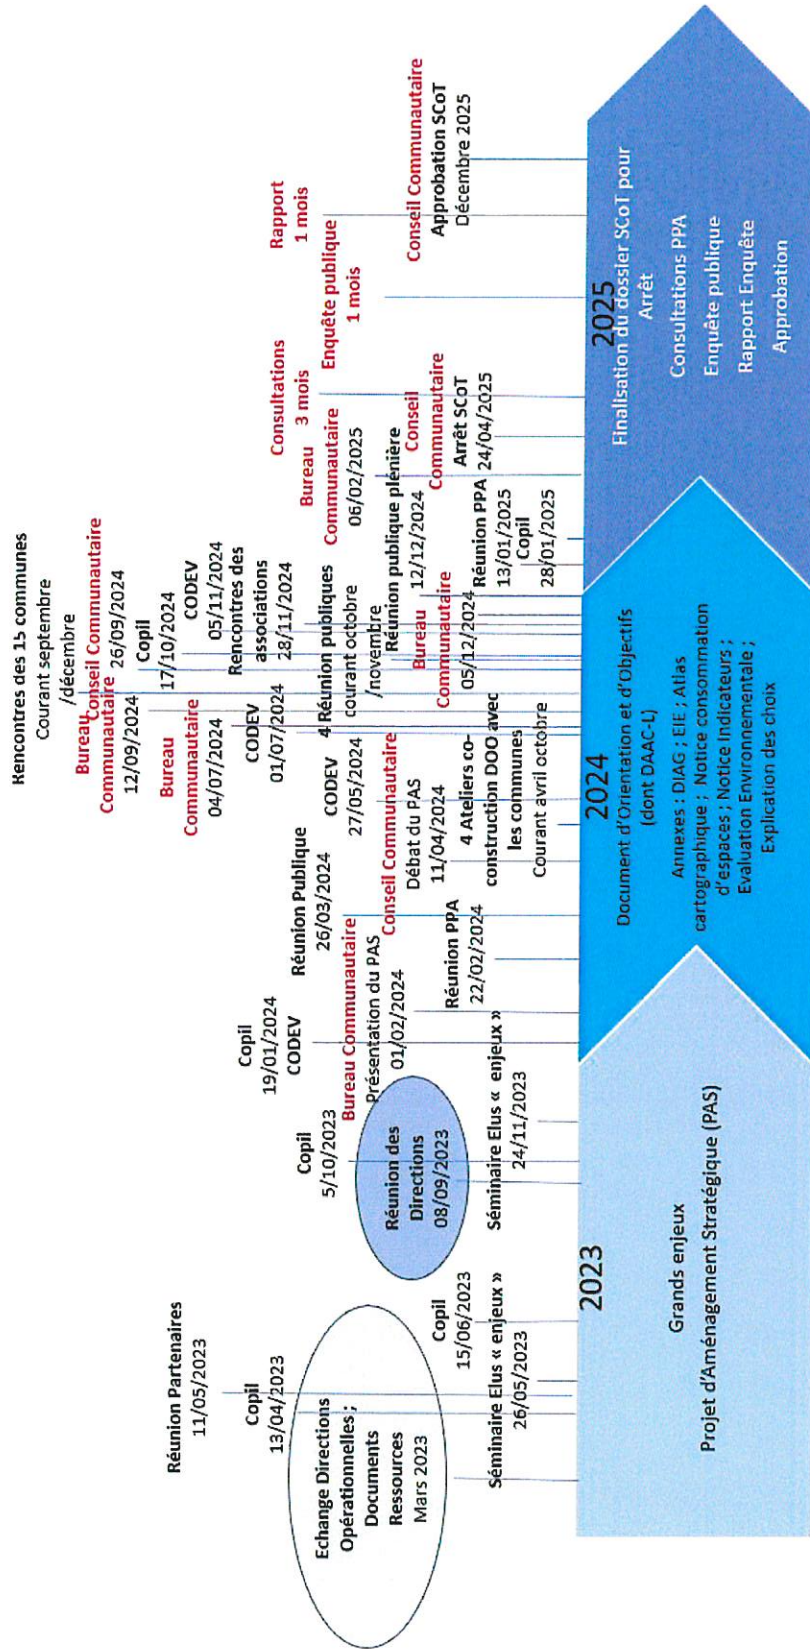 Réunion Partenaires
11/05/2023
Copil
13/04/2023
Echange Directions
Opérationnelles ;
Documents
Ressources
Mars 2023
Copil
15/06/2023
Séminaire Elus « enjeux »
26/05/2023
Copil
5/10/2023
Réunion des
Directions
08/09/2023
Séminaire Elus « enjeux »
24/11/2023
Copil
19/01/2024
CODEV
Bureau Communautaire
Présentation du PAS
01/02/2024
Réunion PPA
22/02/2024
Réunion Publique
26/03/2024
Conseil Communautaire
Débat du PAS
11/04/2024
4 Ateliers co-
construction DOO avec
les communes
Courant avril octobre
CODEV
27/05/2024
CODEV
01/07/2024
Bureau
Communautaire
04/07/2024
Bureau
Communautaire
12/09/2024
Rencontres des 15 communes
Courant septembre
/décembre
Conseil Communautaire
26/09/2024
Copil
17/10/2024
CODEV
05/11/2024
Rencontres des
associations
28/11/2024
4 Réunion publiques
courant octobre
/novembre
Réunion publique plénière
12/12/2024
Bureau
Communautaire
05/12/2024
Réunion PPA
13/01/2025
Copil
28/01/2025
Bureau
Communautaire
06/02/2025
Conseil
Communautaire
Arrêt SCoT
24/04/2025
Consultations
3 mois
Enquête publique
1 mois
Rapport
1 mois
Conseil Communautaire
Approbation SCoT
Décembre 2025
2023
Grands enjeux
Projet d'Aménagement Stratégique (PAS)
2024
Document d'Orientation et d'Objectifs
(dont DAAC-L)
Annexes : DIAG ; EIE ; Atlas
cartographique ; Notice consommation
d'espaces ; Notice Indicateurs ;
Evaluation Environnementale ;
Explication des choix
2025
Finalisation du dossier SCoT pour
Arrêt
Consultations PPA
Enquête publique
Rapport Enquête
Approbation